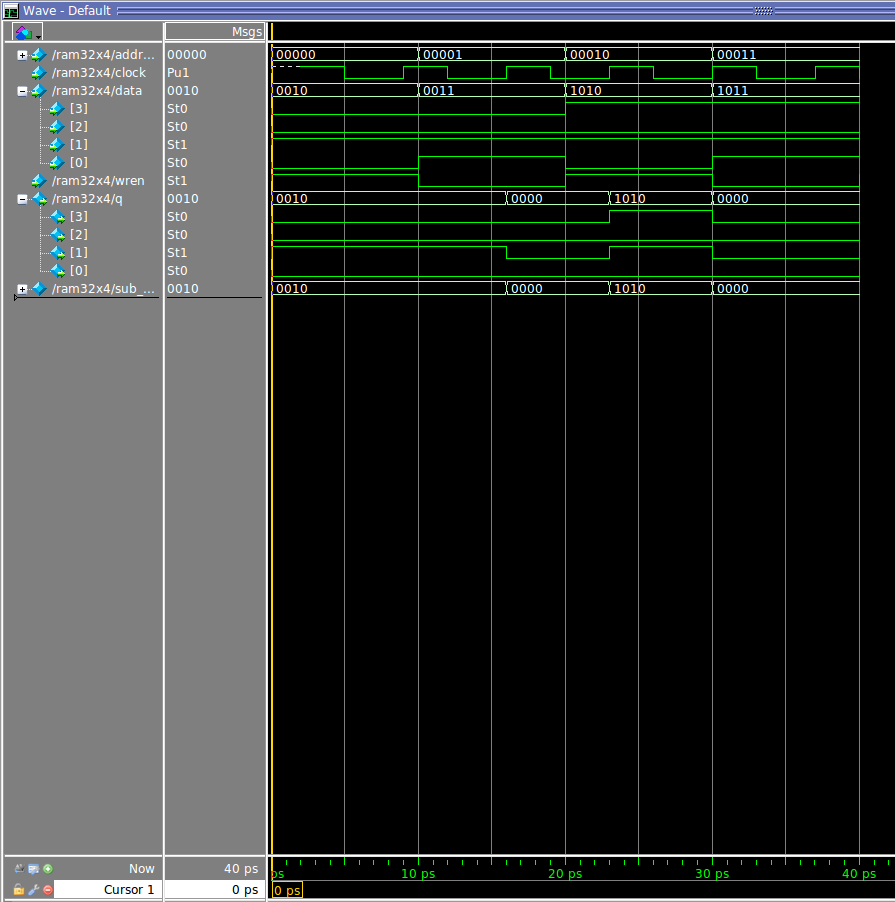 Wave - Default
Msgs
/ram32x4/addr... 00000 00000 00001 00010 00011
/ram32x4/clock Pu1
/ram32x4/data 0010 0010 0011 1010 1011
[3] St0
[2] St0
[1] St1
[0] St0
/ram32x4/wren St1
/ram32x4/q 0010 0010 0000 1010 0000
[3] St0
[2] St0
[1] St1
[0] St0
/ram32x4/sub_... 0010 0010 0000 1010 0000
Now 40 ps ps 10 ps 20 ps 30 ps 40 ps
Cursor 1 0 ps 0 ps